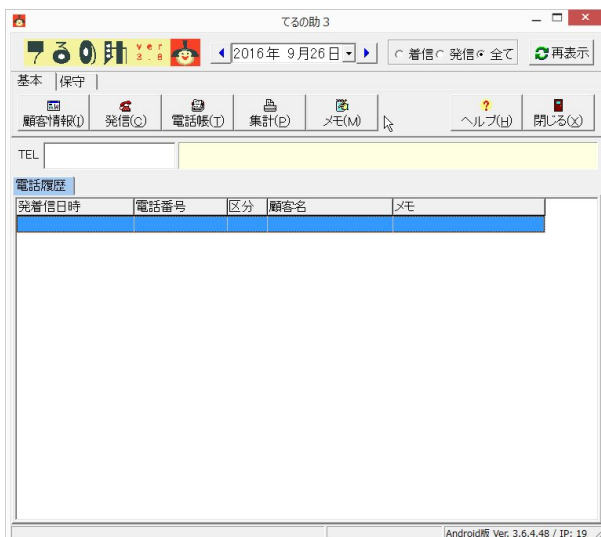 てるの助 3
てるの助 ver 3.8 2016年 9月26日 着信 発信 全て 再表示
基本 保守
顧客情報(I) 発信(C) 電話帳(T) 集計(P) メモ(M) ヘルプ(H) 閉じる(X)
TEL
電話履歴
発着信日時 電話番号 区分 顧客名 メモ
Android版 Ver. 3.6.4.48 / IP: 19